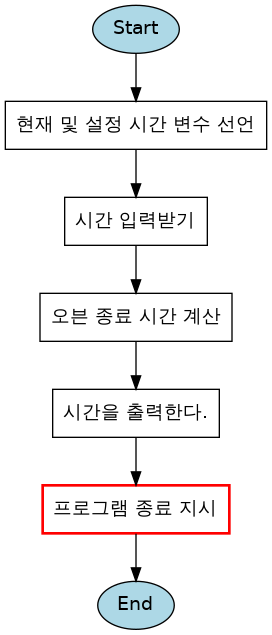 Start
현재 및 설정 시간 변수 선언
시간 입력받기
오븐 종료 시간 계산
시간을 출력한다.
프로그램 종료 지시
End